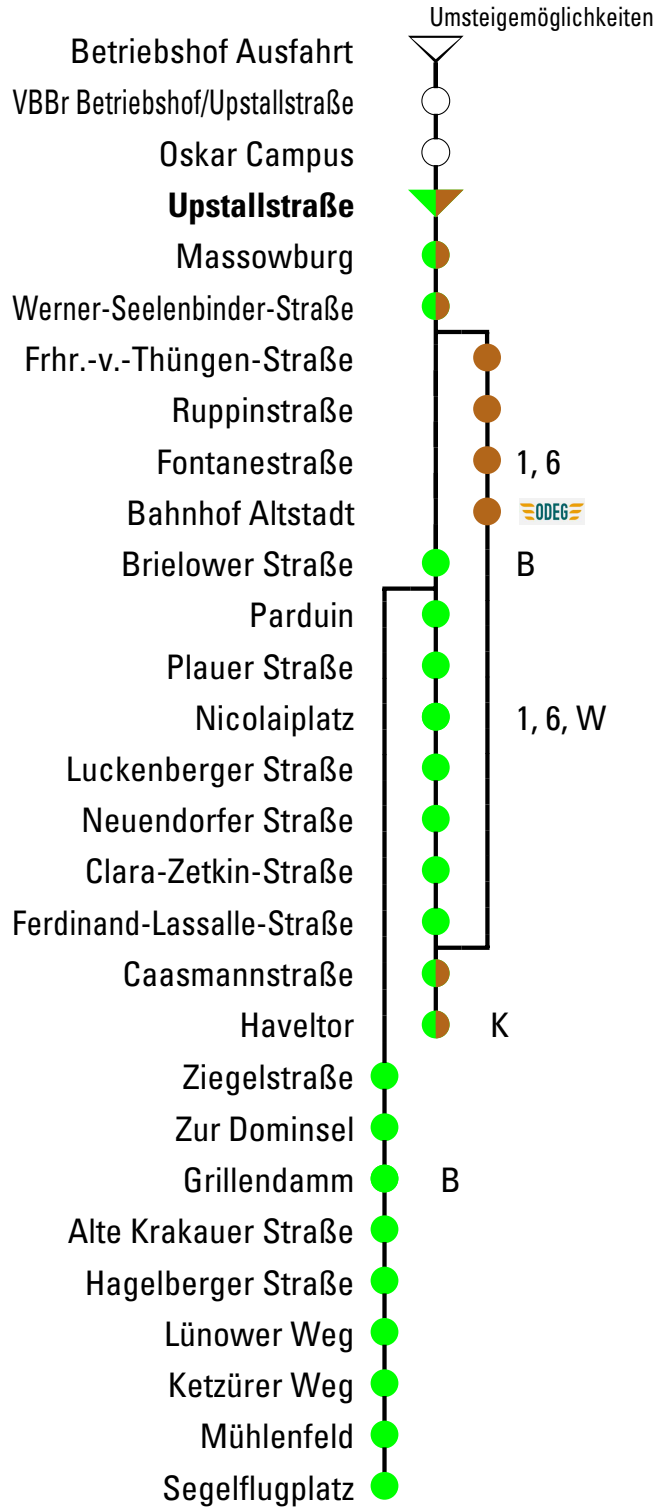 Umsteigemöglichkeiten
Betriebshof Ausfahrt
VBBr Betriebshof/Upstallstraße
Oskar Campus
Upstallstraße
Massowburg
Werner-Seelenbinder-Straße
Frhr.-v.-Thüngen-Straße
Ruppinstraße
Fontanestraße 1, 6
Bahnhof Altstadt ODEG
Brielower Straße B
Parduin
Plauer Straße
Nicolaiplatz 1, 6, W
Luckenberger Straße
Neuendorfer Straße
Clara-Zetkin-Straße
Ferdinand-Lassalle-Straße
Caasmannstraße
Haveltor K
Ziegelstraße
Zur Dominsel
Grillendamm B
Alte Krakauer Straße
Hagelberger Straße
Lünower Weg
Ketzürer Weg
Mühlenfeld
Segelflugplatz